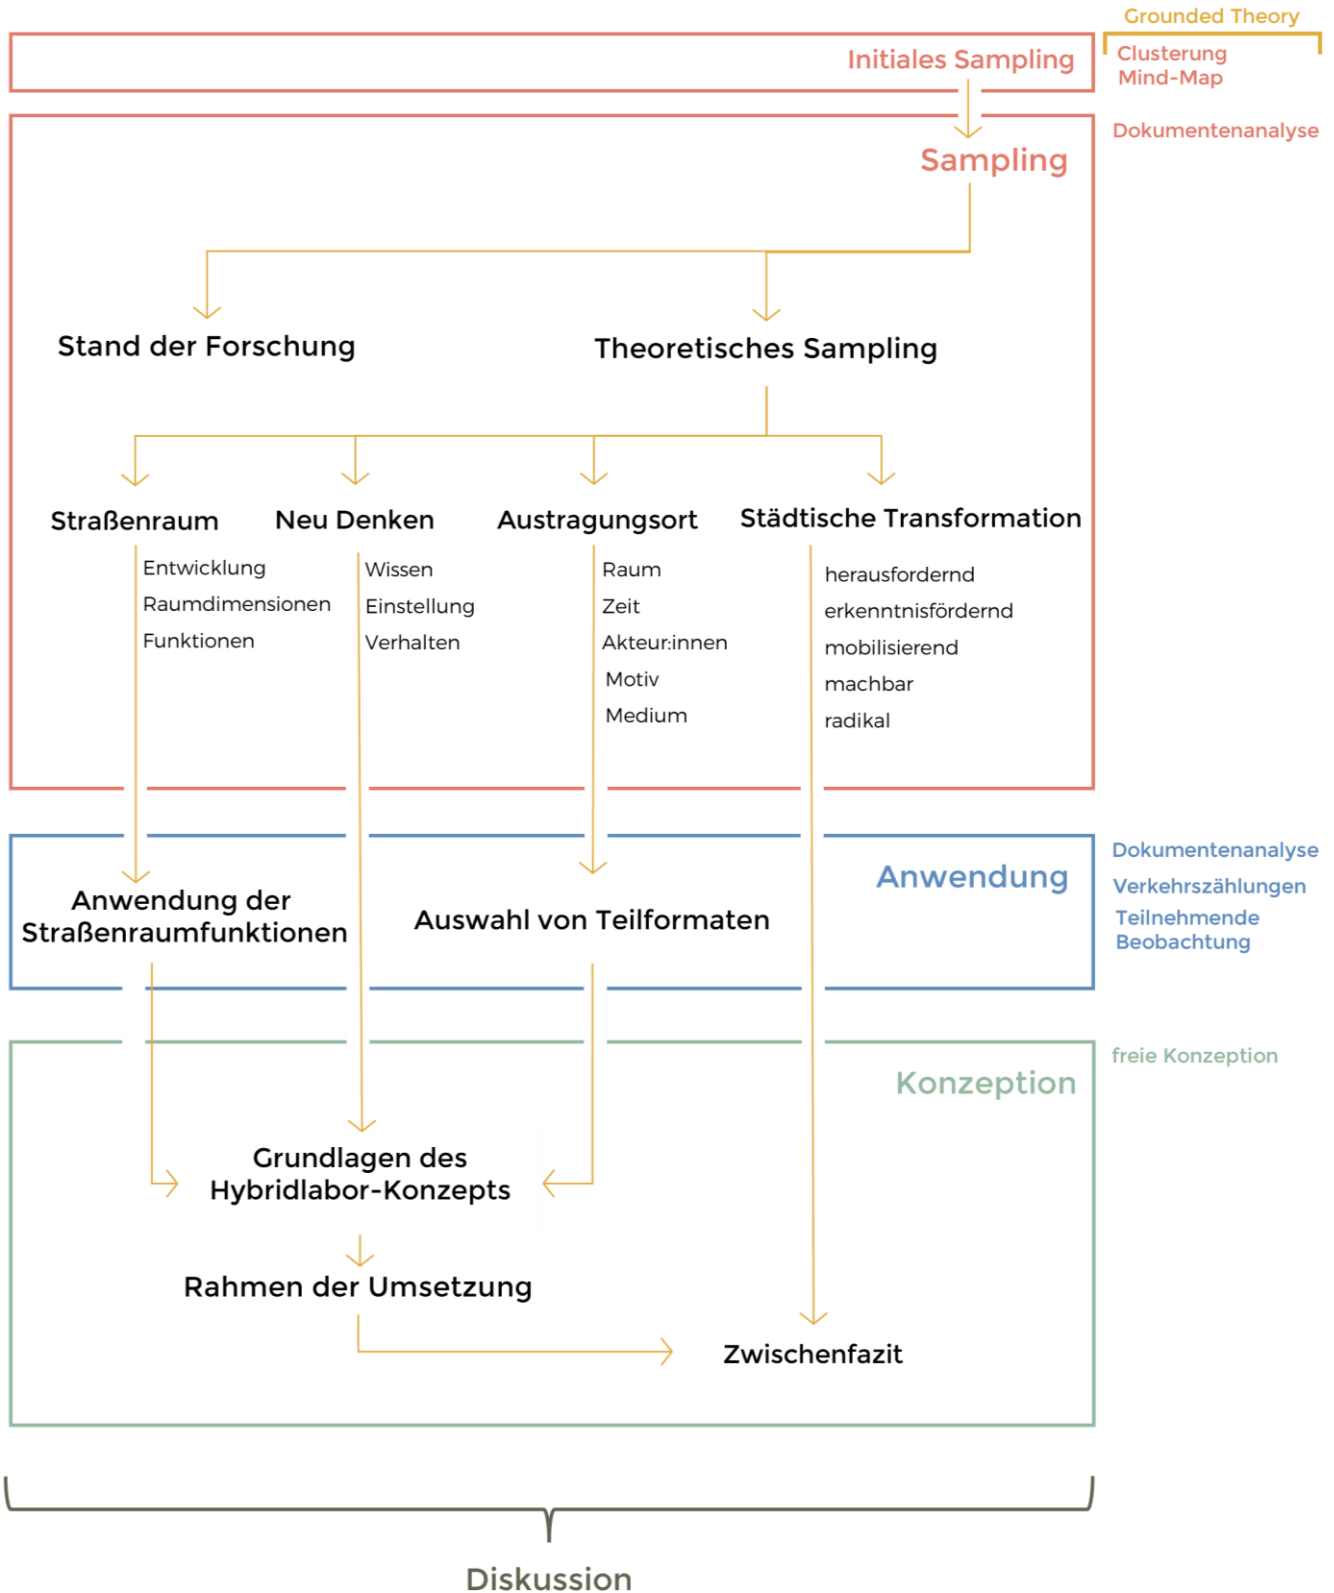 Grounded Theory
Initiales Sampling
Clusterung
Mind-Map
Dokumentenanalyse
Sampling
Stand der Forschung
Theoretisches Sampling
Straßenraum
Entwicklung
Raumdimensionen
Funktionen
Neu Denken
Wissen
Einstellung
Verhalten
Austragungsort
Raum
Zeit
Akteur:innen
Motiv
Medium
Städtische Transformation
herausfordernd
erkenntnisfördernd
mobilisierend
machbar
radikal
Anwendung
Dokumentenanalyse
Verkehrszählungen
Teilnehmende
Beobachtung
Anwendung der
Straßenraumfunktionen
Auswahl von Teilformaten
freie Konzeption
Konzeption
Grundlagen des
Hybridlabor-Konzepts
Rahmen der Umsetzung
Zwischenfazit
Diskussion